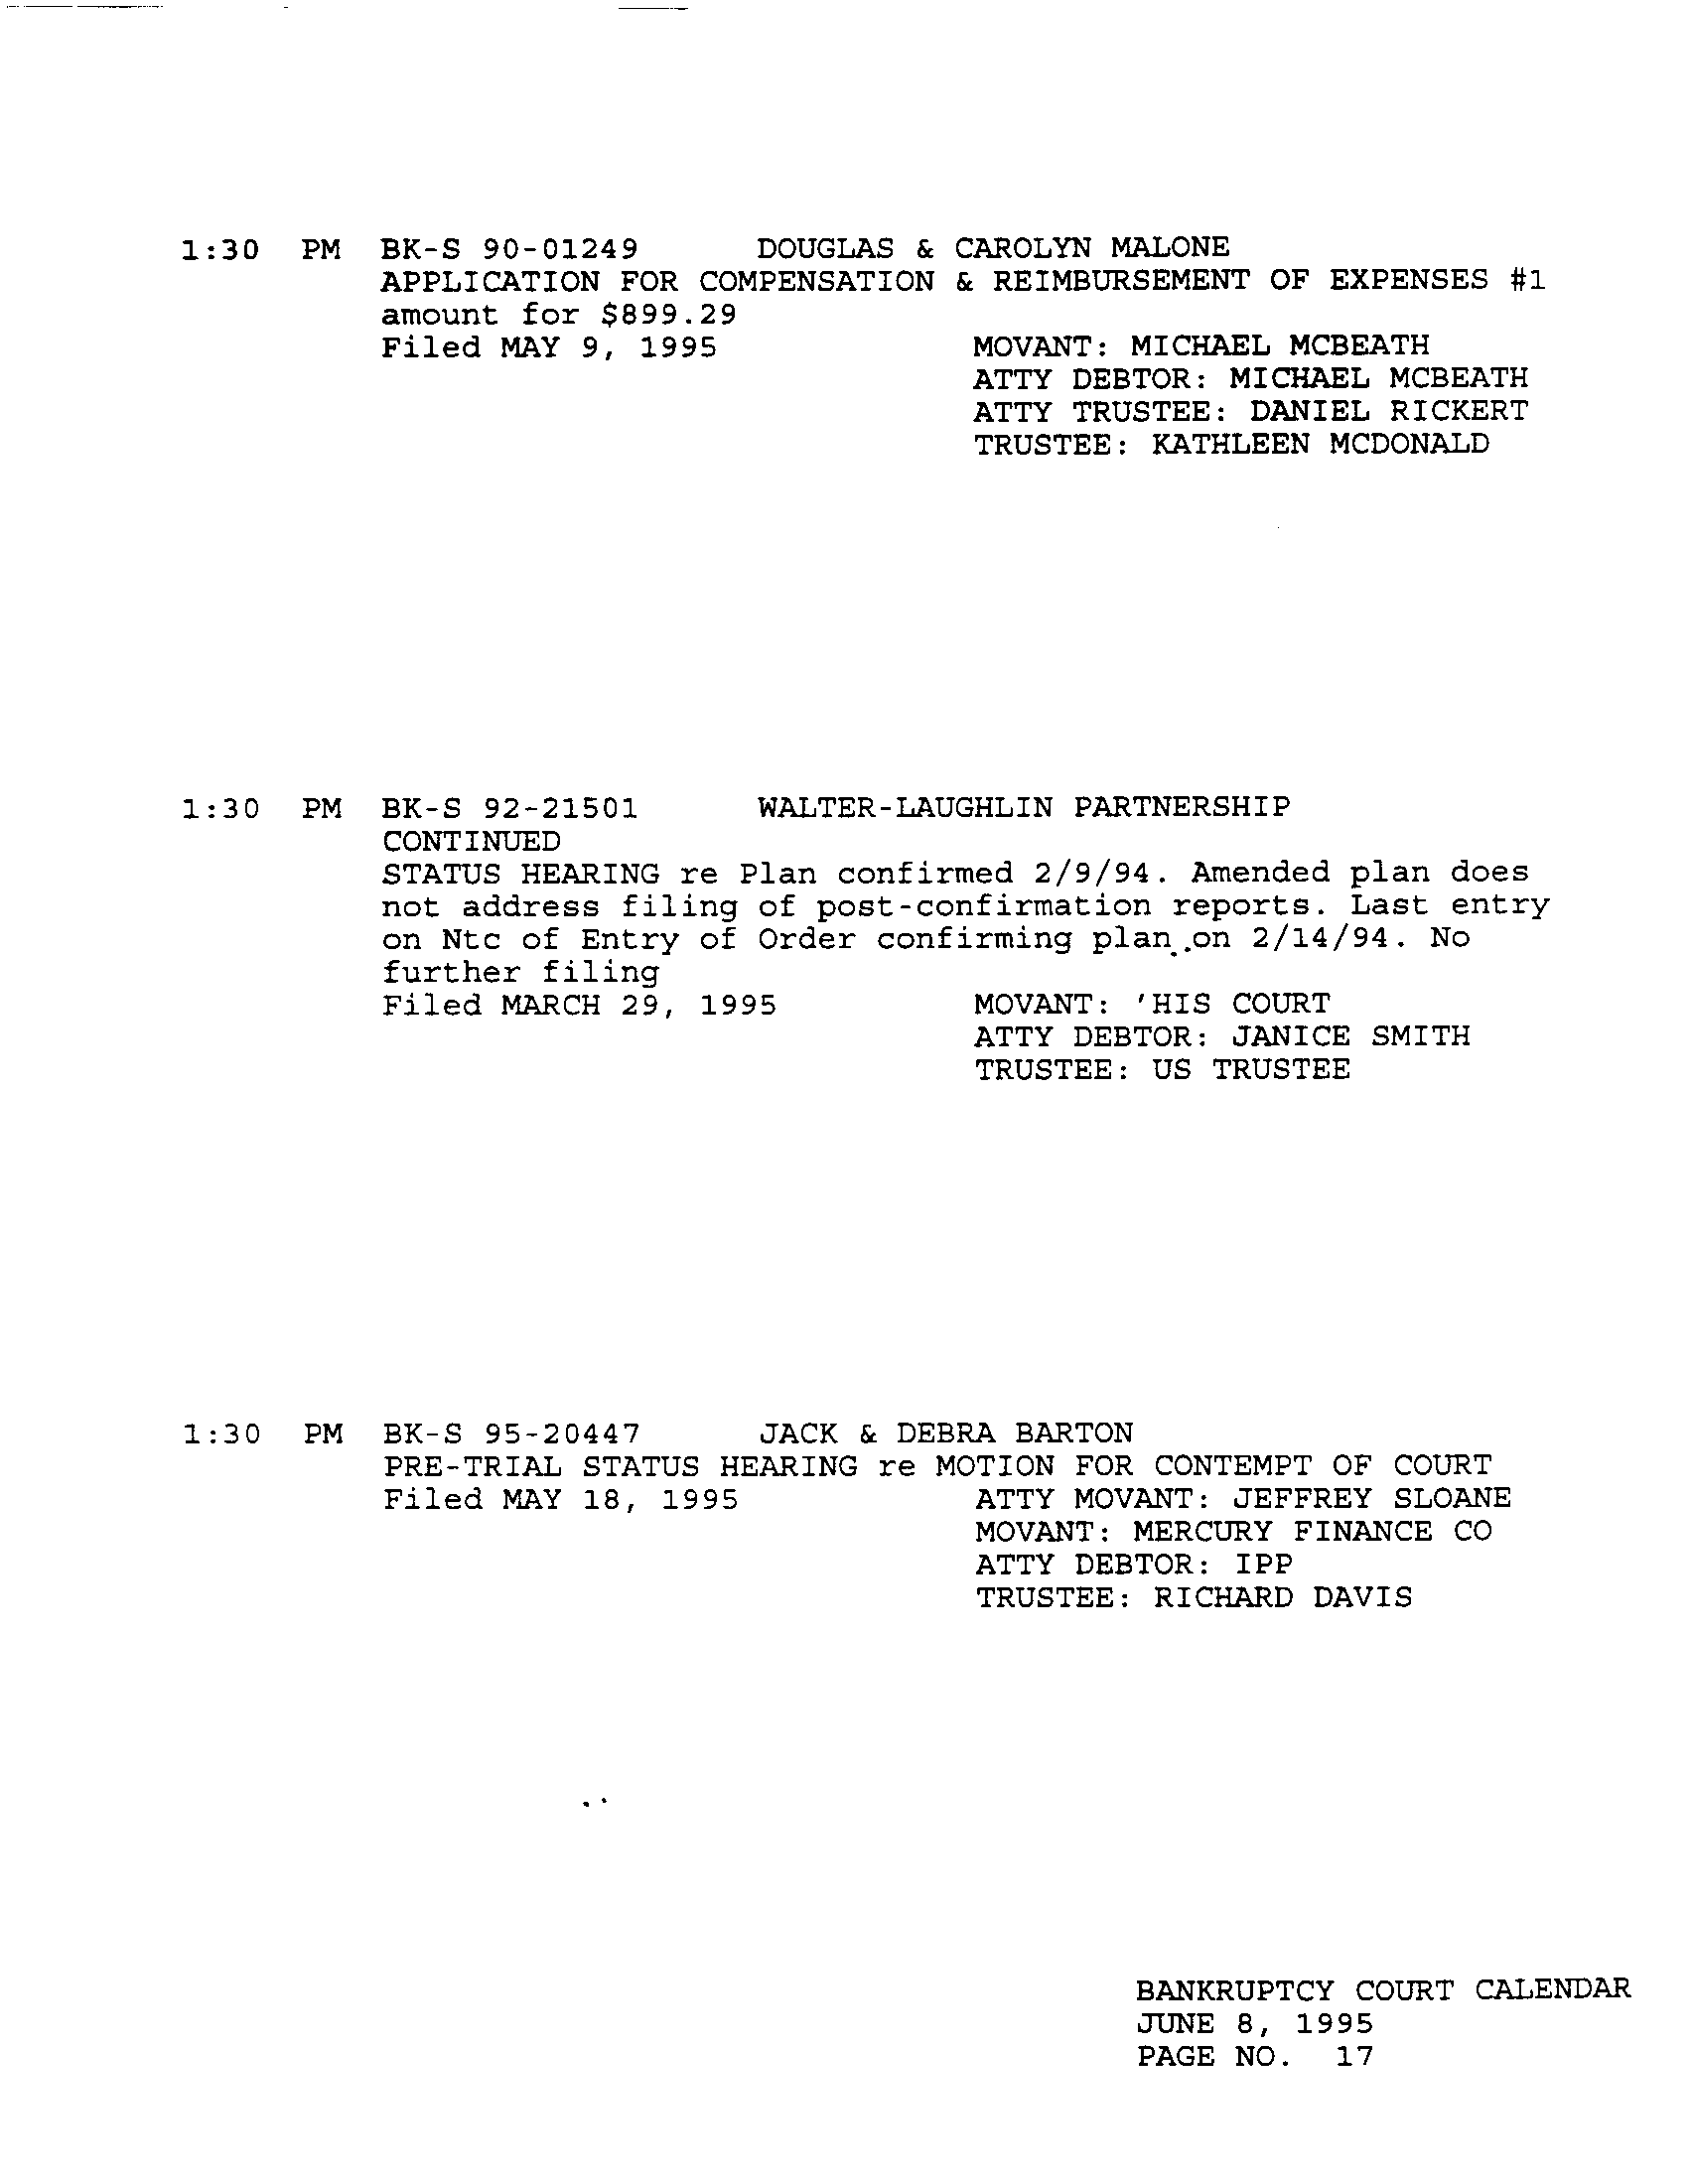 1:30 PM BK-S 90-01249 DOUGLAS & CAROLYN MALONE
APPLICATION FOR COMPENSATION & REIMBURSEMENT OF EXPENSES #1
amount for $899.29
Filed MAY 9, 1995 MOVANT: MICHAEL MCBEATH
ATTY DEBTOR: MICHAEL MCBEATH
ATTY TRUSTEE: DANIEL RICKERT
TRUSTEE: KATHLEEN MCDONALD
1:30 PM BK-S 92-21501 WALTER-LAUGHLIN PARTNERSHIP
CONTINUED
STATUS HEARING re Plan confirmed 2/9/94. Amended plan does
not address filing of post-confirmation reports. Last entry
on Ntc of Entry of Order confirming plan on 2/14/94. No
further filing
Filed MARCH 29, 1995 MOVANT: 'HIS COURT
ATTY DEBTOR: JANICE SMITH
TRUSTEE: US TRUSTEE
1:30 PM BK-S 95-20447 JACK & DEBRA BARTON
PRE-TRIAL STATUS HEARING re MOTION FOR CONTEMPT OF COURT
Filed MAY 18, 1995 ATTY MOVANT: JEFFREY SLOANE
MOVANT: MERCURY FINANCE CO
ATTY DEBTOR: IPP
TRUSTEE: RICHARD DAVIS
BANKRUPTCY COURT CALENDAR
JUNE 8, 1995
PAGE NO. 17